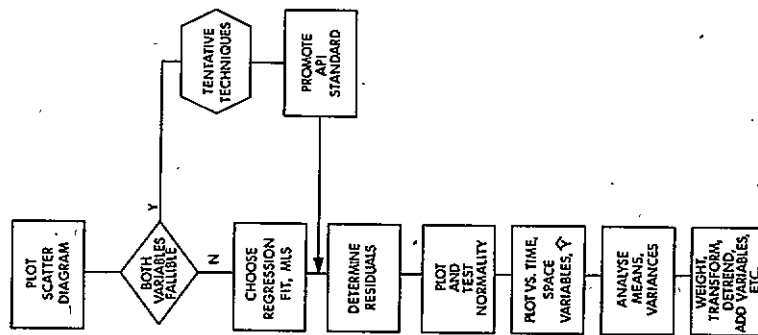 PLOT
SCATTER
DIAGRAM
BOTH
VARIABLES
FALLIBLE
Y
TENTATIVE
TECHNIQUES
PROMOTE
API
STANDARD
N
CHOOSE
REGRESSION
FIT, MLS
DETERMINE
RESIDUALS
PLOT
AND
TEST
NORMALITY
PLOT VS. TIME,
SPACE
VARIABLES, Ŷ
ANALYSE
MEANS,
VARIANCES
WEIGHT,
TRANSFORM,
DETREND,
ADD VARIABLES,
ETC.